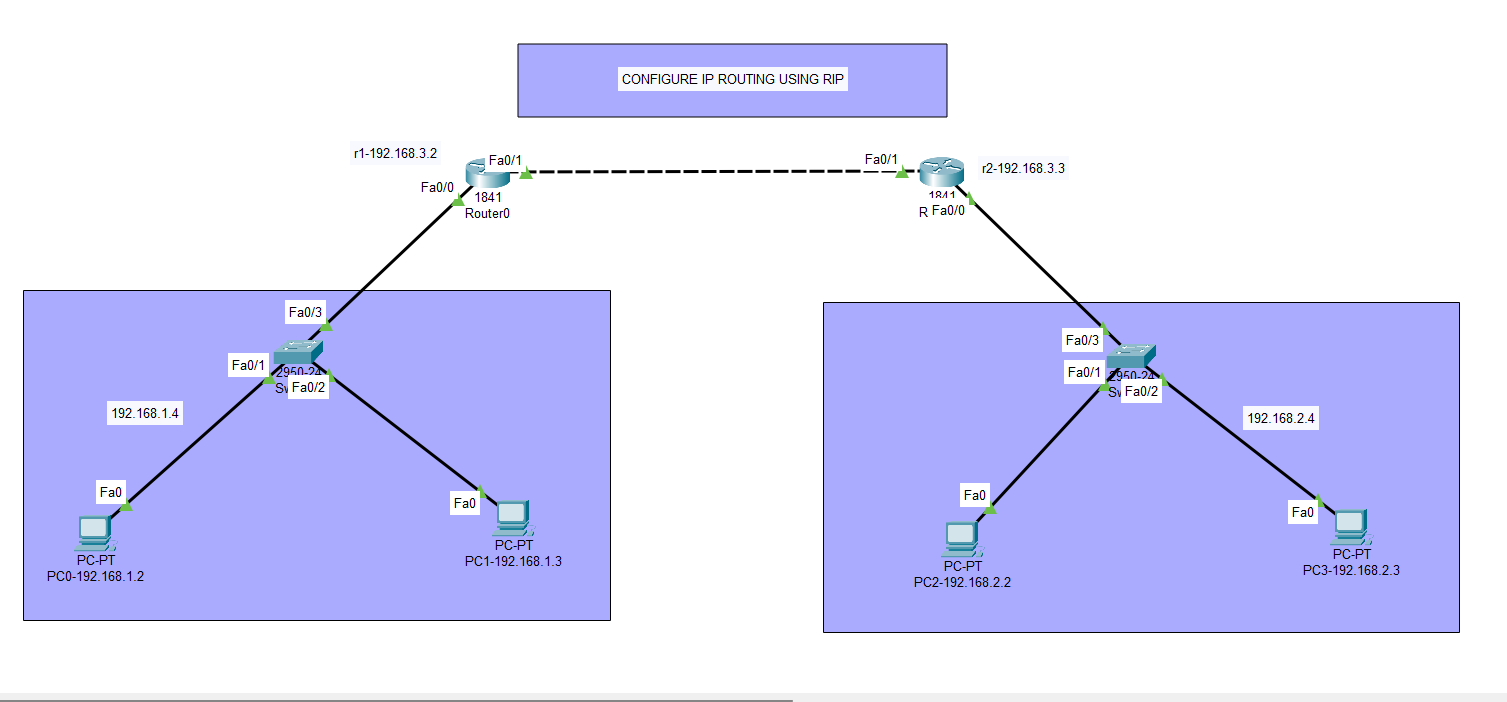 CONFIGURE IP ROUTING USING RIP
r1-192.168.3.2
Fa0/1
Fa0/0
1841
Router0
Fa0/1
r2-192.168.3.3
1841
R Fa0/0
Fa0/3
Fa0/1
2950-24
Sw
Fa0/2
192.168.1.4
Fa0
PC-PT
PC0-192.168.1.2
Fa0
PC-PT
PC1-192.168.1.3
Fa0/3
Fa0/1
2950-24
Sw
Fa0/2
192.168.2.4
Fa0
PC-PT
PC2-192.168.2.2
Fa0
PC-PT
PC3-192.168.2.3